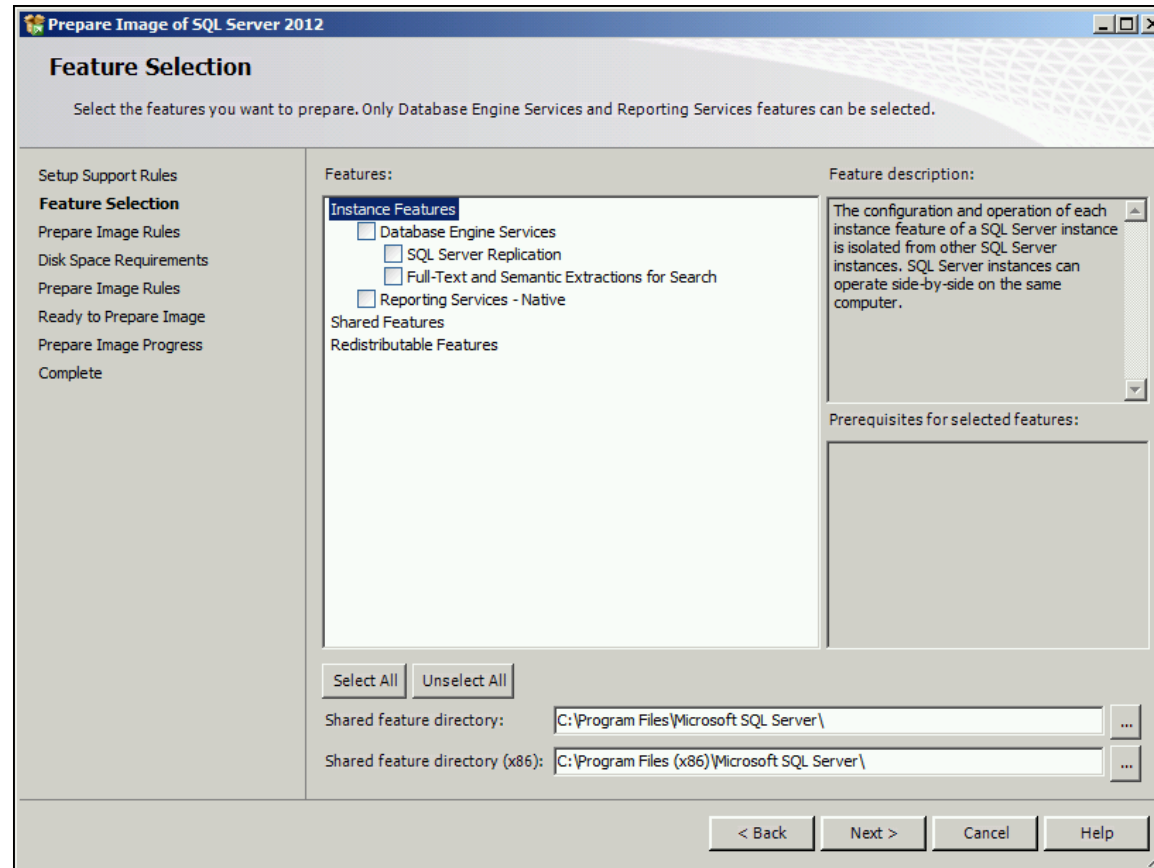 Prepare Image of SQL Server 2012
Feature Selection
Select the features you want to prepare. Only Database Engine Services and Reporting Services features can be selected.
Setup Support Rules
Feature Selection
Prepare Image Rules
Disk Space Requirements
Prepare Image Rules
Ready to Prepare Image
Prepare Image Progress
Complete
Features:
Instance Features
Database Engine Services
SQL Server Replication
Full-Text and Semantic Extractions for Search
Reporting Services - Native
Shared Features
Redistributable Features
Feature description:
The configuration and operation of each
instance feature of a SQL Server instance
is isolated from other SQL Server
instances. SQL Server instances can
operate side-by-side on the same
computer.
Prerequisites for selected features:
Select All
Unselect All
Shared feature directory:
C:\Program Files\Microsoft SQL Server\
...
Shared feature directory (x86):
C:\Program Files (x86)\Microsoft SQL Server\
...
< Back
Next >
Cancel
Help